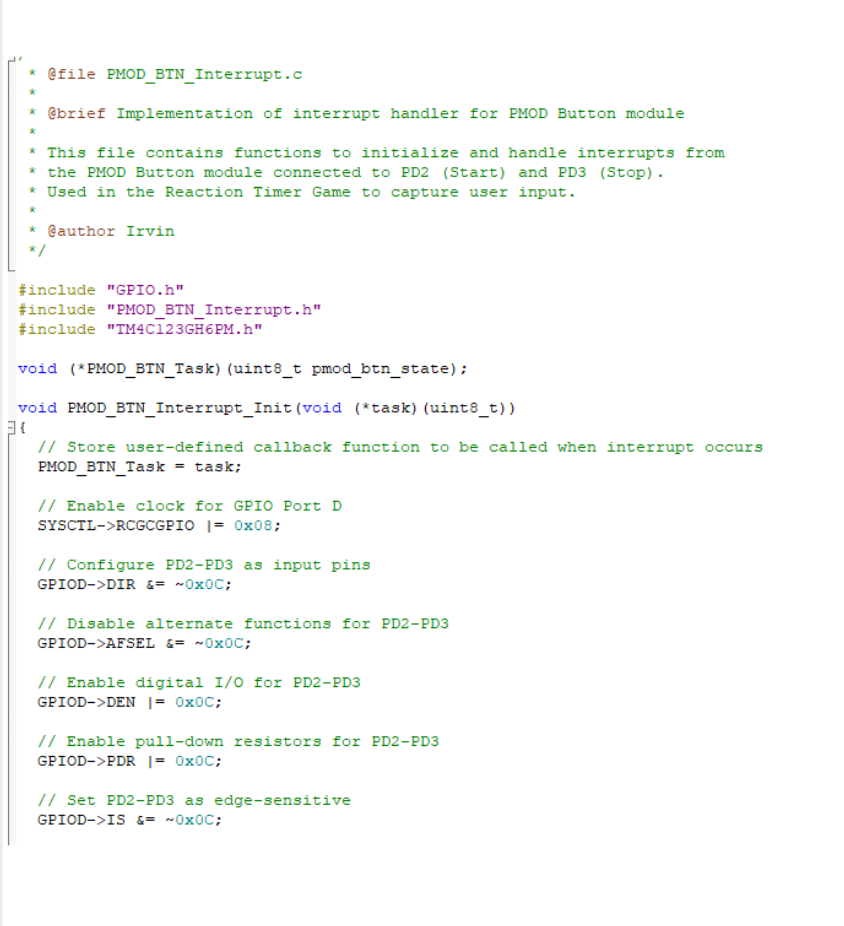 * @file PMOD_BTN_Interrupt.c
*
* @brief Implementation of interrupt handler for PMOD Button module
*
* This file contains functions to initialize and handle interrupts from
* the PMOD Button module connected to PD2 (Start) and PD3 (Stop).
* Used in the Reaction Timer Game to capture user input.
*
* @author Irvin
*/
#include "GPIO.h"
#include "PMOD_BTN_Interrupt.h"
#include "TM4C123GH6PM.h"
void (*PMOD_BTN_Task)(uint8_t pmod_btn_state);
void PMOD_BTN_Interrupt_Init(void (*task)(uint8_t))
{
// Store user-defined callback function to be called when interrupt occurs
PMOD_BTN_Task = task;
// Enable clock for GPIO Port D
SYSCTL->RCGCGPIO |= 0x08;
// Configure PD2-PD3 as input pins
GPIOD->DIR &= ~0x0C;
// Disable alternate functions for PD2-PD3
GPIOD->AFSEL &= ~0x0C;
// Enable digital I/O for PD2-PD3
GPIOD->DEN |= 0x0C;
// Enable pull-down resistors for PD2-PD3
GPIOD->PDR |= 0x0C;
// Set PD2-PD3 as edge-sensitive
GPIOD->IS &= ~0x0C;